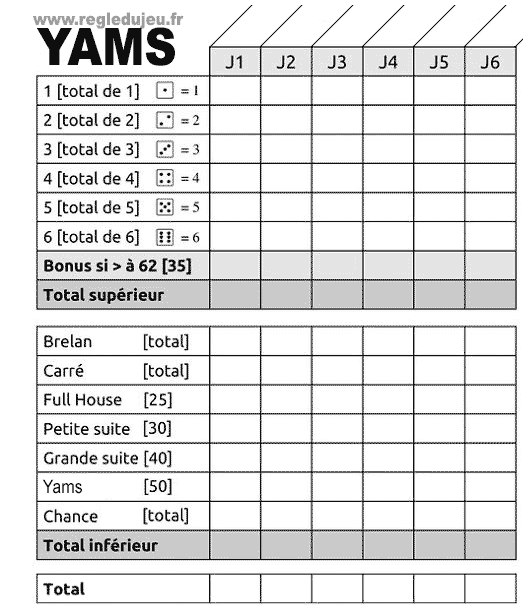 www.regledujeu.fr
YAMS
J1 J2 J3 J4 J5 J6
1 [total de 1] = 1
2 [total de 2] = 2
3 [total de 3] = 3
4 [total de 4] = 4
5 [total de 5] = 5
6 [total de 6] = 6
Bonus si > à 62 [35]
Total supérieur
Brelan [total]
Carré [total]
Full House [25]
Petite suite [30]
Grande suite [40]
Yams [50]
Chance [total]
Total inférieur
Total